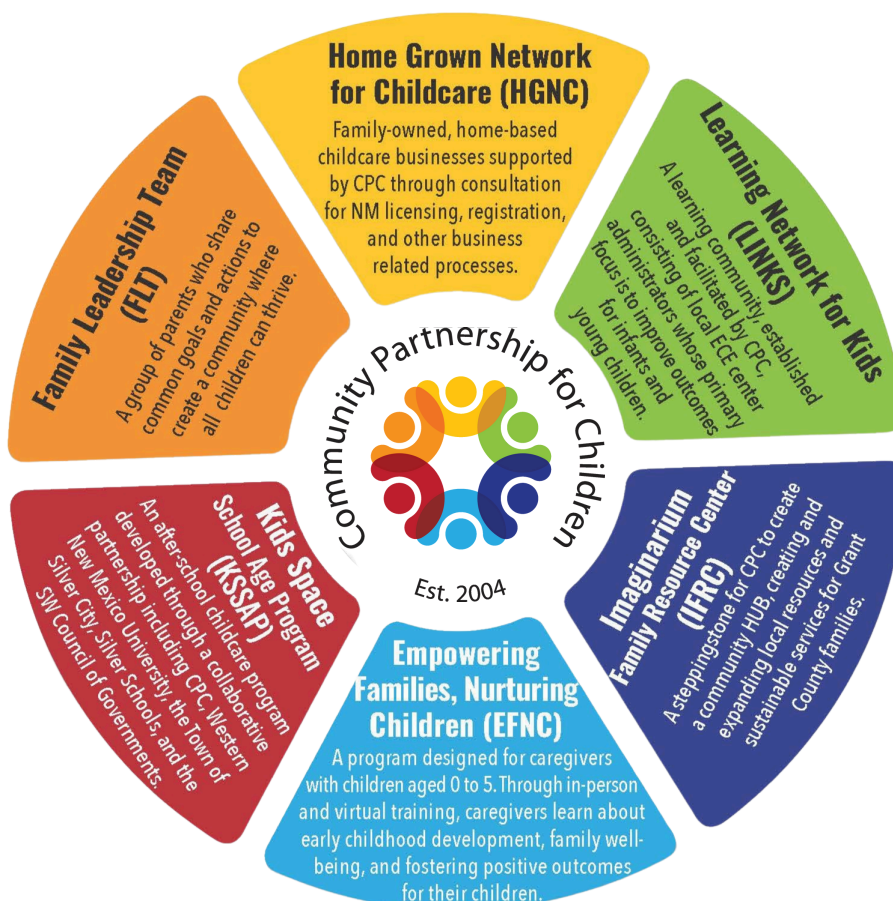 Home Grown Network
for Childcare (HGNC)
Family-owned, home-based
childcare businesses supported
by CPC through consultation
for NM licensing, registration,
and other business
related processes.
Learning Network for Kids
(LINKS)
A learning community, established
and facilitated by CPC,
consisting of local ECE center
administrators whose primary
focus is to improve outcomes
for infants and
young children.
Imaginarium
Family Resource Center
(IFRC)
A steppingstone for CPC to create
a community HUB, creating and
expanding local resources and
sustainable services for Grant
County families.
Empowering
Families, Nurturing
Children (EFNC)
A program designed for caregivers
with children aged 0 to 5. Through in-person
and virtual training, caregivers learn about
early childhood development, family well-
being, and fostering positive outcomes
for their children.
Kids Space
School Age Program
(KSSAP)
An after-school childcare program
developed through a collaborative
partnership including CPC, Western
New Mexico University, the Town of
Silver City, Silver Schools, and the
SW Council of Governments.
Family Leadership Team
(FLT)
A group of parents who share
common goals and actions to
create a community where
all children can thrive.
Community Partnership for Children
Est. 2004